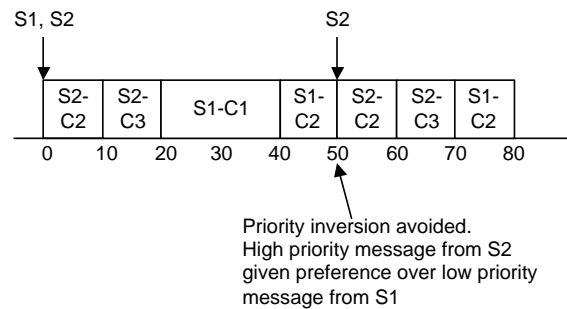 S1, S2
S2
S2-
C2
S2-
C3
S1-C1
S1-
C2
S2-
C2
S2-
C3
S1-
C2
0 10 20 30 40 50 60 70 80
Priority inversion avoided.
High priority message from S2
given preference over low priority
message from S1